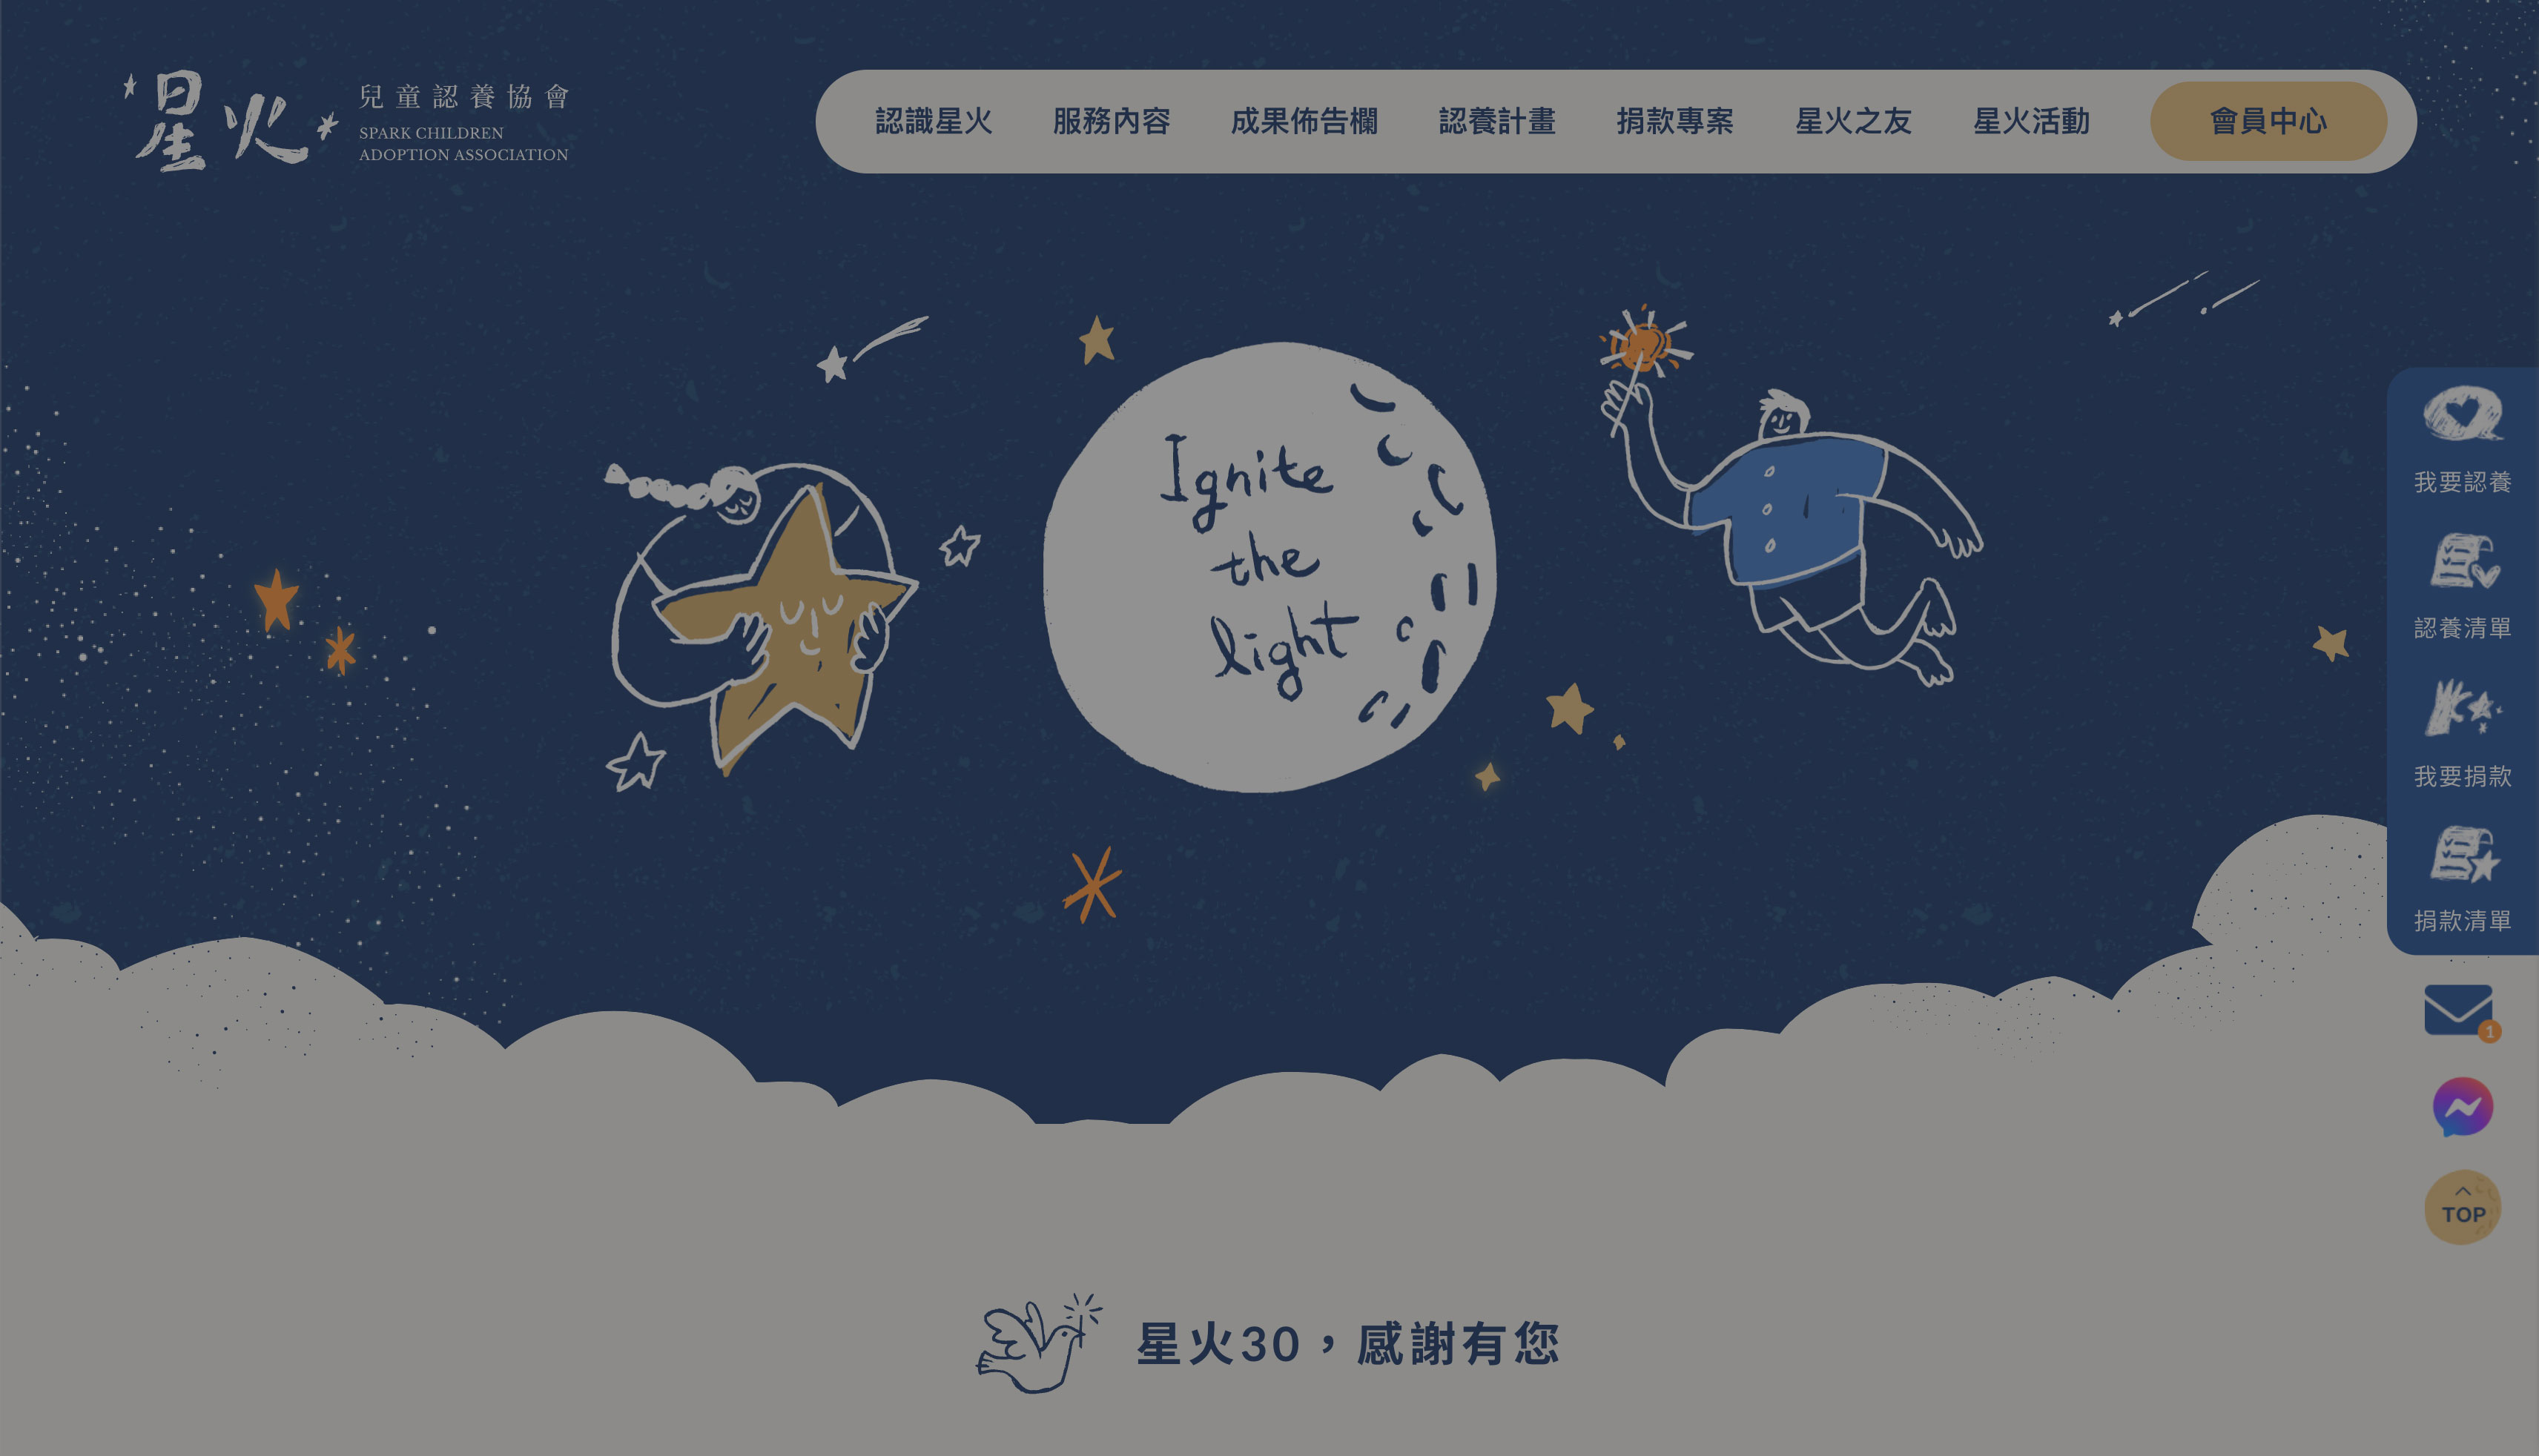 星火
兒童認養協會
SPARK CHILDREN
ADOPTION ASSOCIATION
認識星火 服務內容 成果佈告欄 認養計畫 捐款專案 星火之友 星火活動 會員中心
Ignite
the
light
我要認養
認養清單
我要捐款
捐款清單
1
TOP
星火30，感謝有您